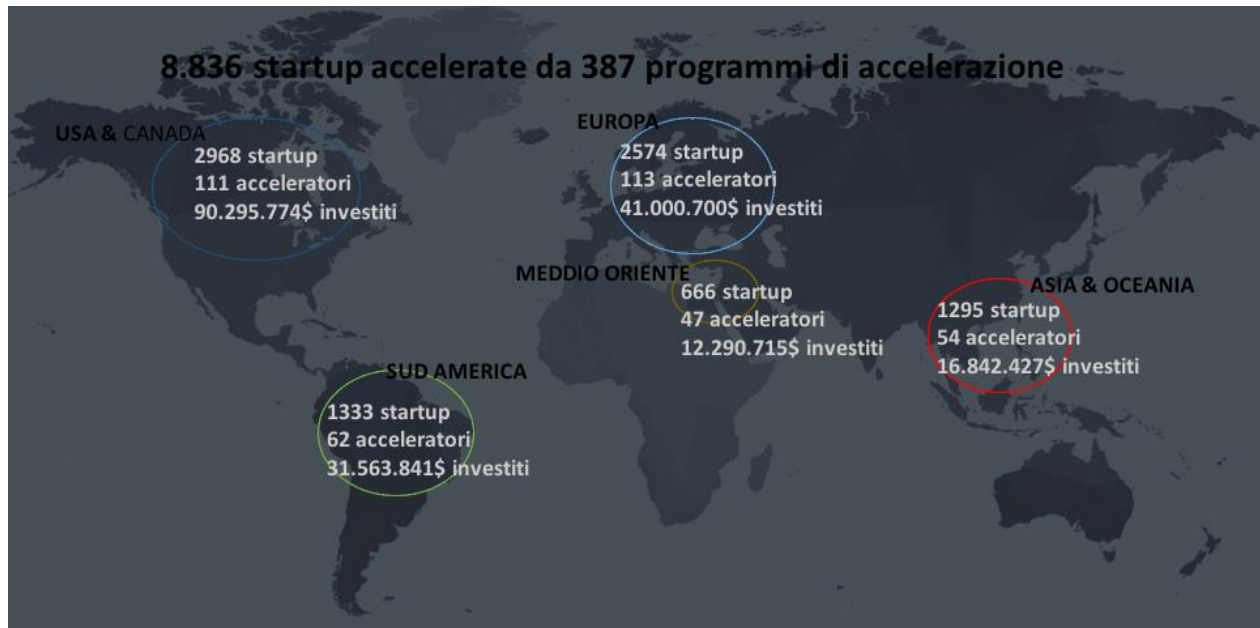 8.836 startup accelerate da 387 programmi di accelerazione
USA & CANADA
2968 startup
111 acceleratori
90.295.774$ investiti
EUROPA
2574 startup
113 acceleratori
41.000.700$ investiti
MEDDIO ORIENTE
666 startup
47 acceleratori
12.290.715$ investiti
ASIA & OCEANIA
1295 startup
54 acceleratori
16.842.427$ investiti
SUD AMERICA
1333 startup
62 acceleratori
31.563.841$ investiti